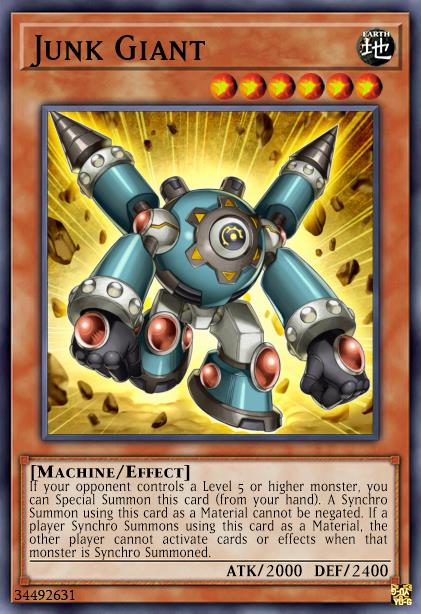 Junk Giant
EARTH
地
[Machine/Effect]
If your opponent controls a Level 5 or higher monster, you
can Special Summon this card (from your hand). A Synchro
Summon using this card as a Material cannot be negated. If a
player Synchro Summons using this card as a Material, the
other player cannot activate cards or effects when that
monster is Synchro Summoned.
ATK/2000 DEF/2400
34492631